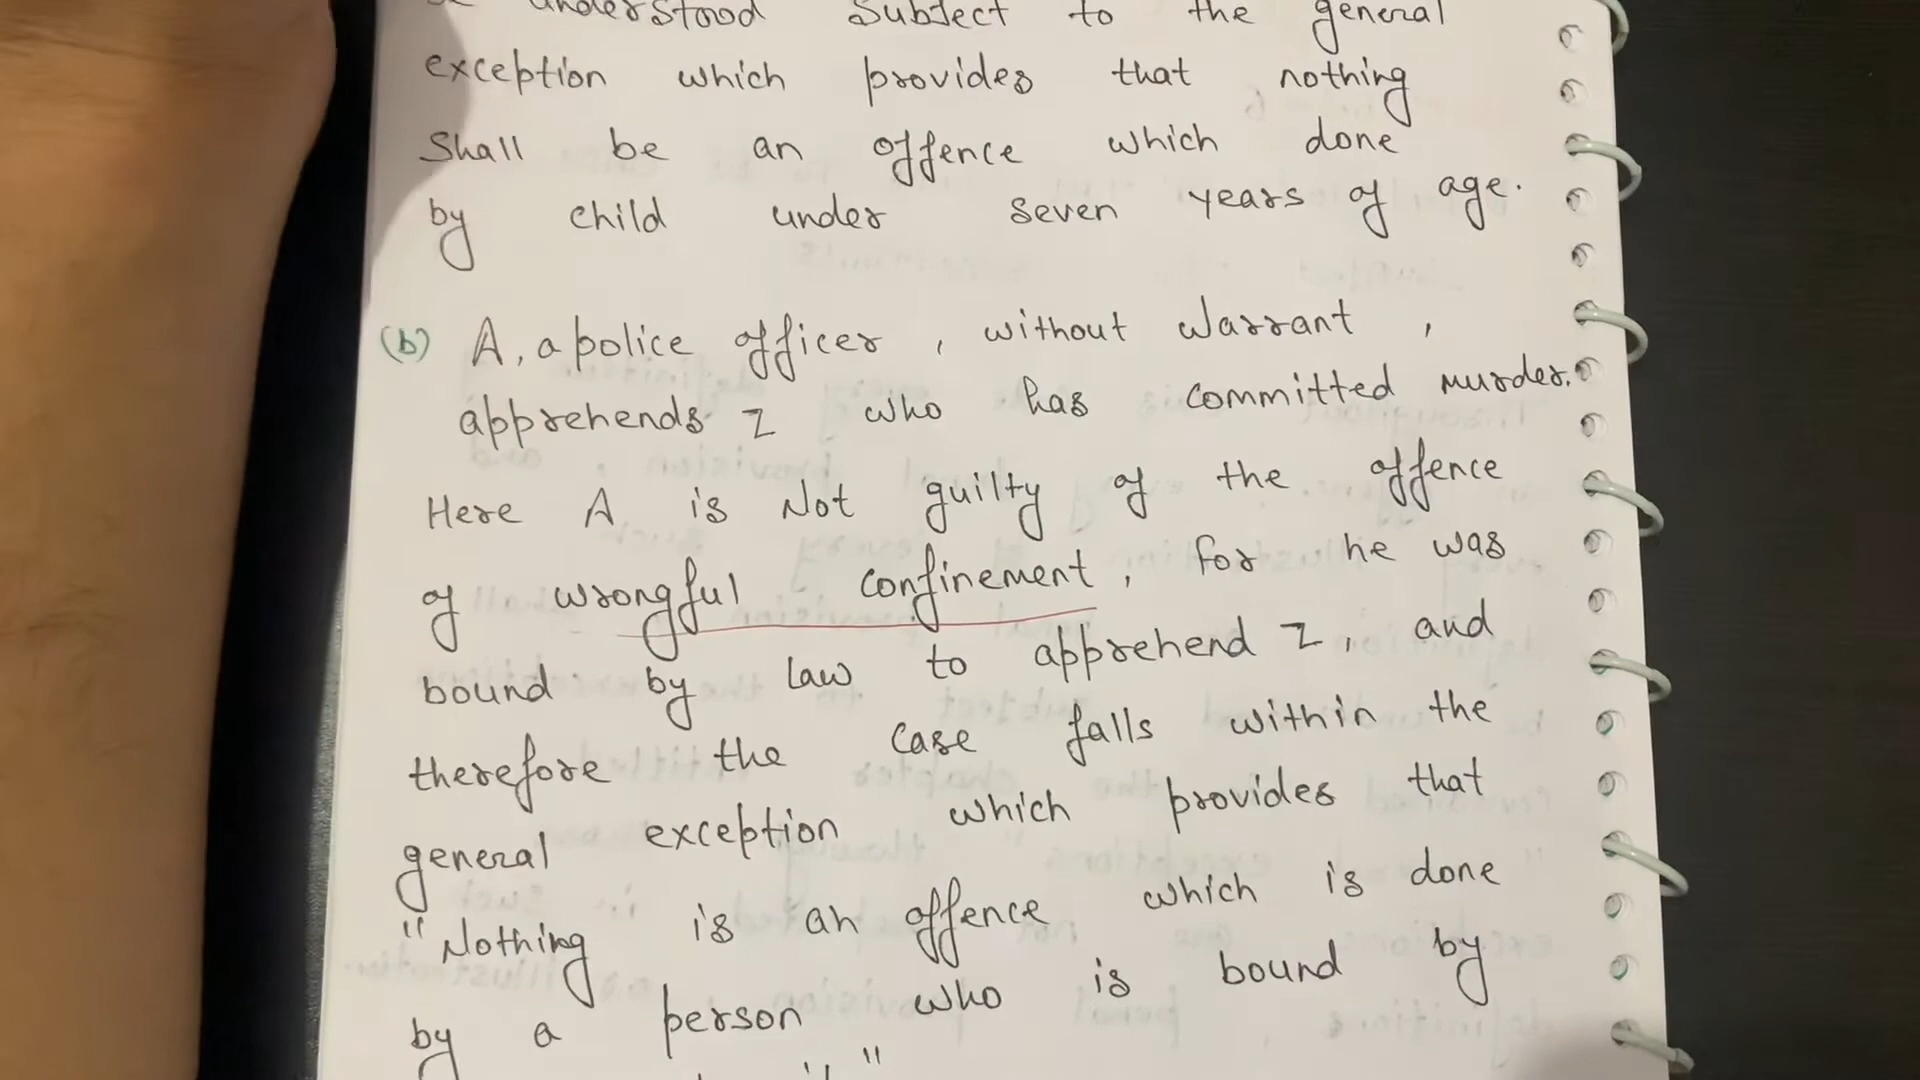 understood subject to the general
exception which provides that nothing
Shall be an offence which done
by child under seven years of age.
(b) A, a police officer, without warrant,
apprehends Z who has committed murder.
Here A is Not guilty of the offence
of wrongful confinement, for he was
bound by law to apprehend Z, and
therefore the case falls within the
general exception which provides that
"Nothing is an offence which is done
by a person who is bound by